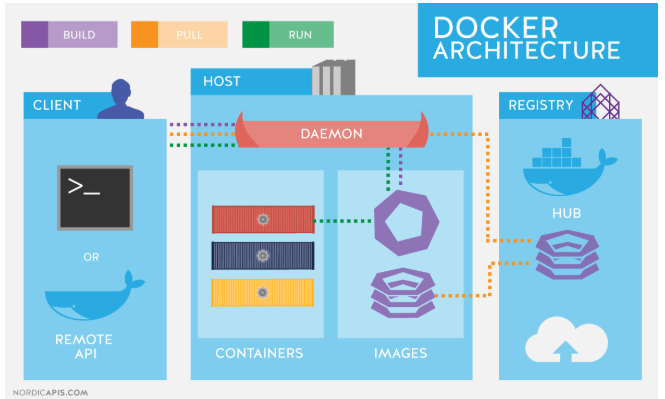 BUILD
PULL
RUN
DOCKER
ARCHITECTURE
CLIENT
>_
OR
REMOTE
API
HOST
DAEMON
CONTAINERS
IMAGES
REGISTRY
HUB
NORDICAPIS.COM